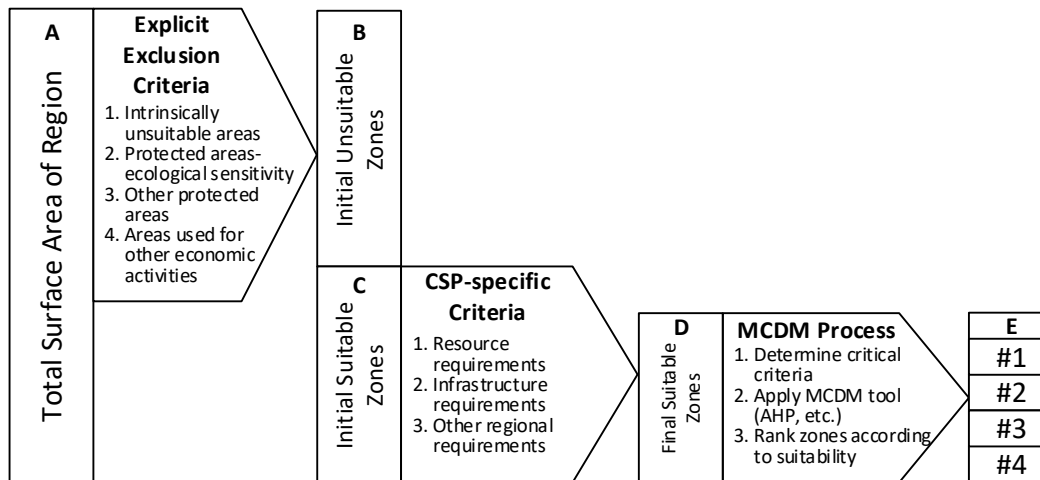 A
Total Surface Area of Region
Explicit
Exclusion
Criteria
1. Intrinsically
unsuitable areas
2. Protected areas-
ecological sensitivity
3. Other protected
areas
4. Areas used for
other economic
activities
B
Initial Unsuitable
Zones
C
Initial Suitable
Zones
CSP-specific
Criteria
1. Resource
requirements
2. Infrastructure
requirements
3. Other regional
requirements
D
Final Suitable
Zones
MCDM Process
1. Determine critical
criteria
2. Apply MCDM tool
(AHP, etc.)
3. Rank zones according
to suitability
E
#1
#2
#3
#4